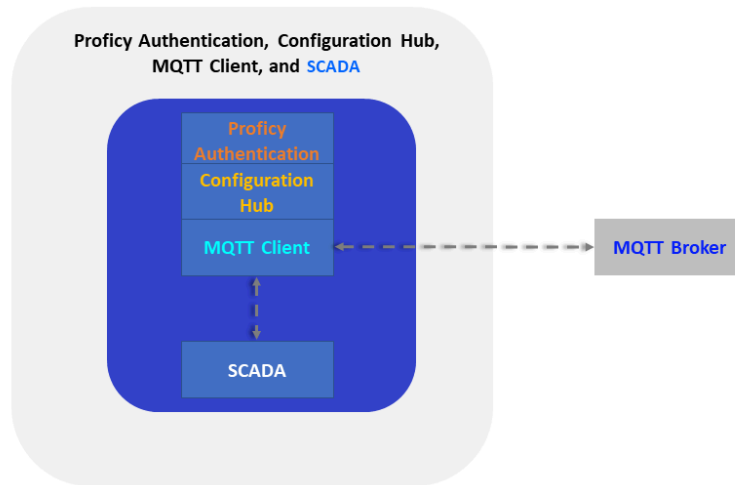 Proficy Authentication, Configuration Hub,
MQTT Client, and SCADA
Proficy
Authentication
Configuration
Hub
MQTT Client
MQTT Broker
SCADA